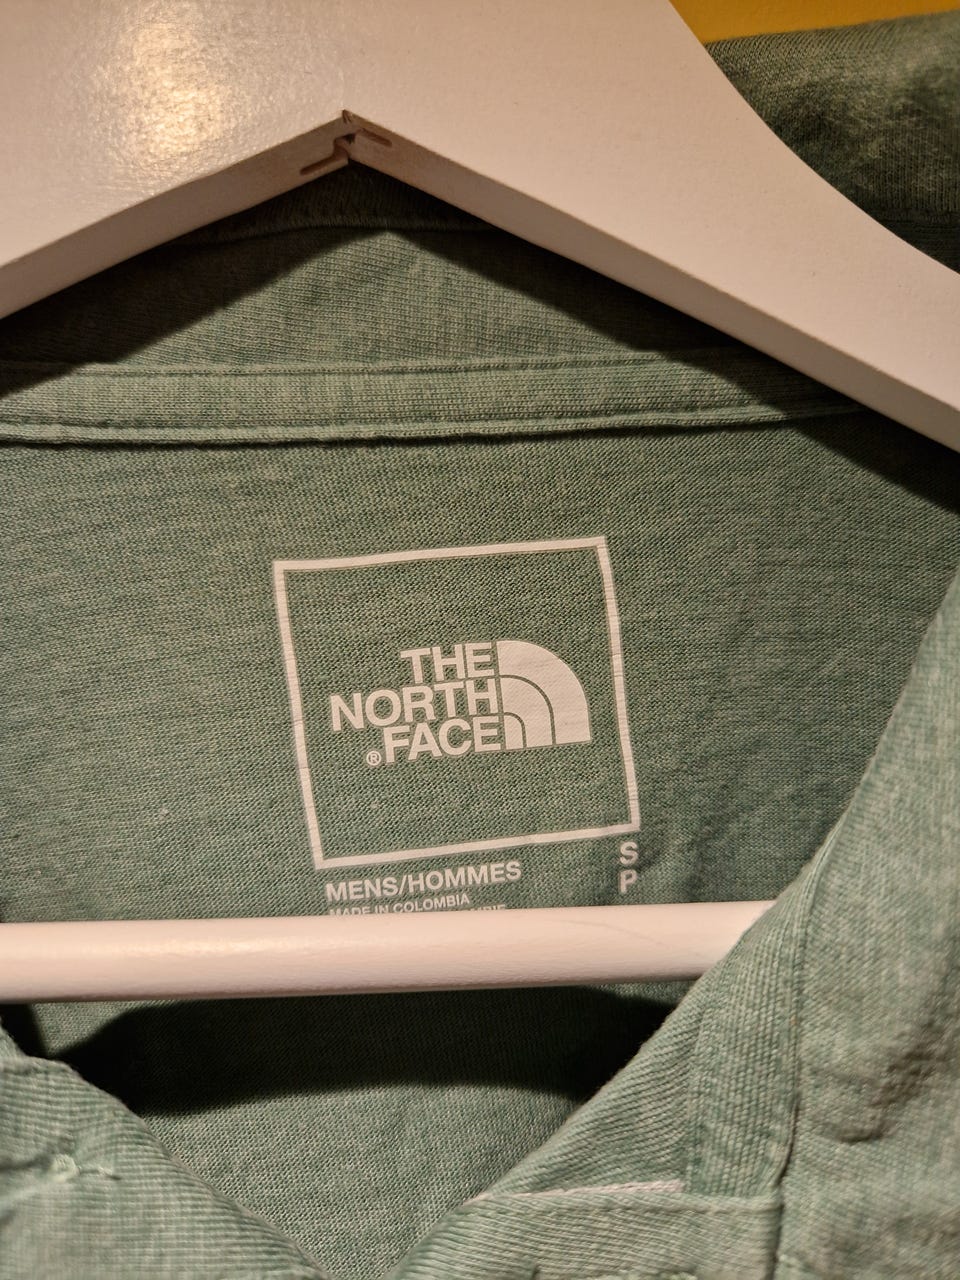 THE
NORTH
®FACE
S
P
MENS/HOMMES
MADE IN COLOMBIA